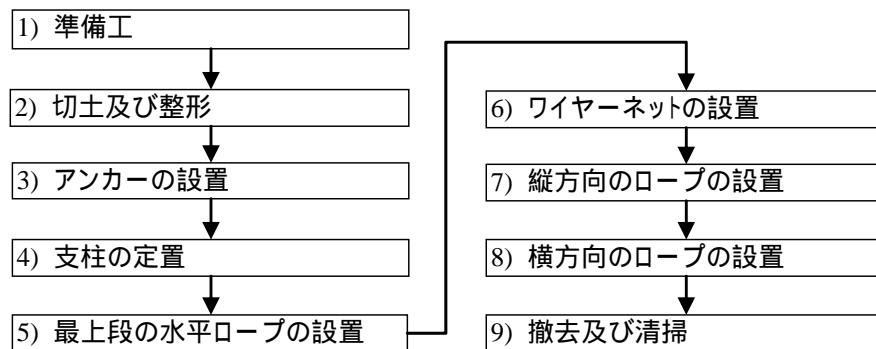 1) 準備工
2) 切土及び整形
3) アンカーの設置
4) 支柱の定置
5) 最上段の水平ロープの設置
6) ワイヤーネットの設置
7) 縦方向のロープの設置
8) 横方向のロープの設置
9) 撤去及び清掃